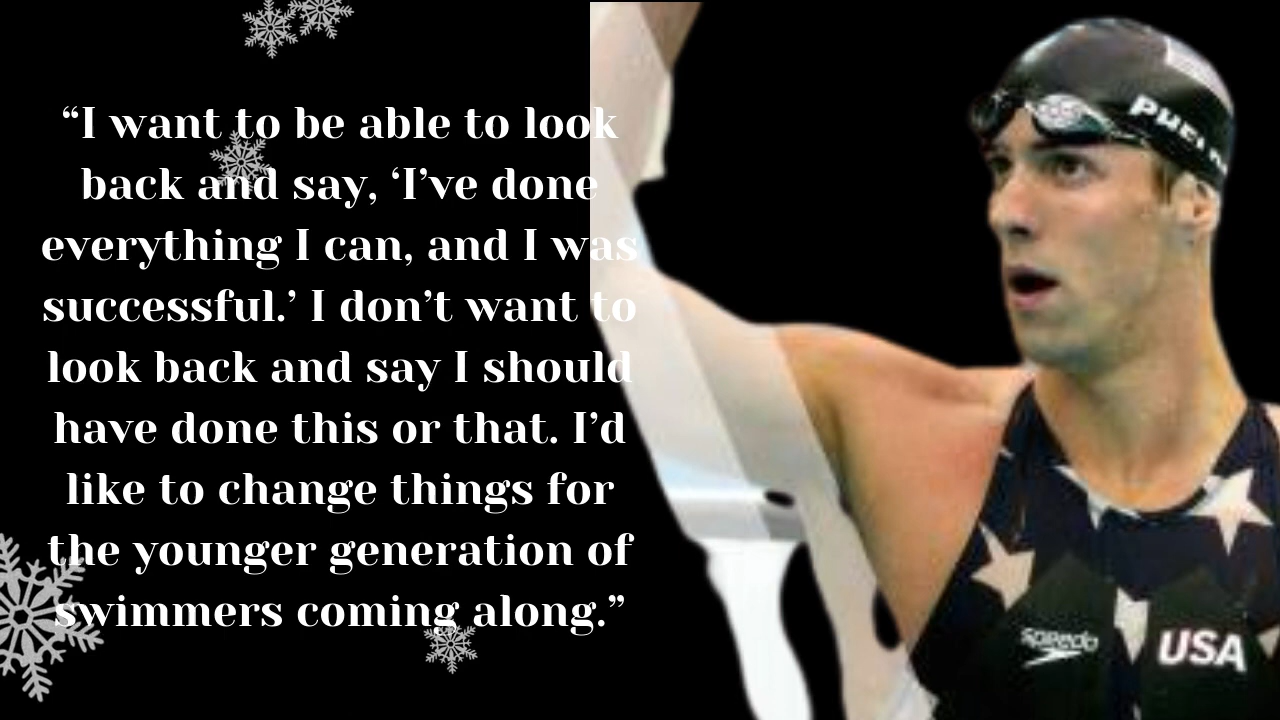 “I want to be able to look
back and say, ‘I’ve done
everything I can, and I was
successful.’ I don’t want to
look back and say I should
have done this or that. I’d
like to change things for
the younger generation of
swimmers coming along.”
speedo
USA